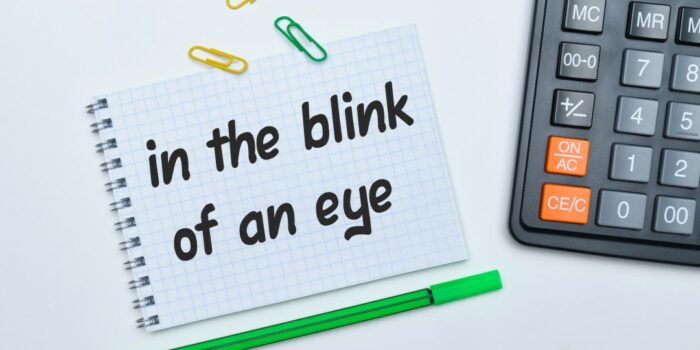 in the blink
of an eye
MC MR M
00→0 7 8
+/- 4 5
ON/AC 1 2
CE/C 0 00